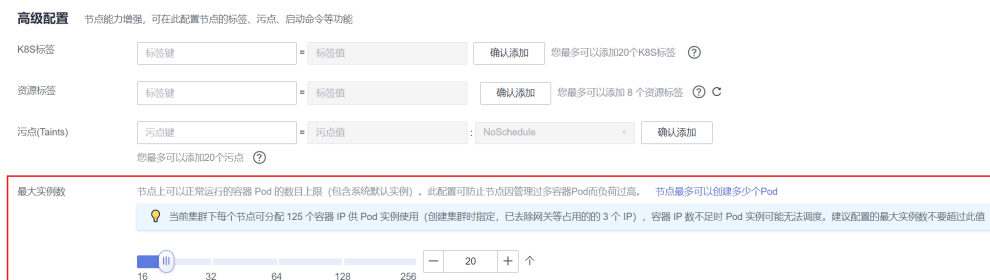 高级配置 节点能力增强，可在此配置节点的标签、污点、启动命令等功能
K8S标签 标签键 = 标签值 确认添加 您最多可以添加20个K8S标签 ?
资源标签 标签键 = 标签值 确认添加 您最多可以添加 8 个资源标签 ?
污点(Taints) 污点键 = 污点值 : NoSchedule 确认添加
您最多可以添加20个污点 ?
最大实例数 节点上可以正常运行的容器 Pod 的数目上限（包含系统默认实例）。此配置可防止节点因管理过多容器Pod而负荷过高。 节点最多可以创建多少个Pod
当前集群下每个节点可分配 125 个容器 IP 供 Pod 实例使用（创建集群时指定，已去除网关等占用的的 3 个 IP），容器 IP 数不足时 Pod 实例可能无法调度。建议配置的最大实例数不要超过此值
— 20 + 个
16 32 64 128 256